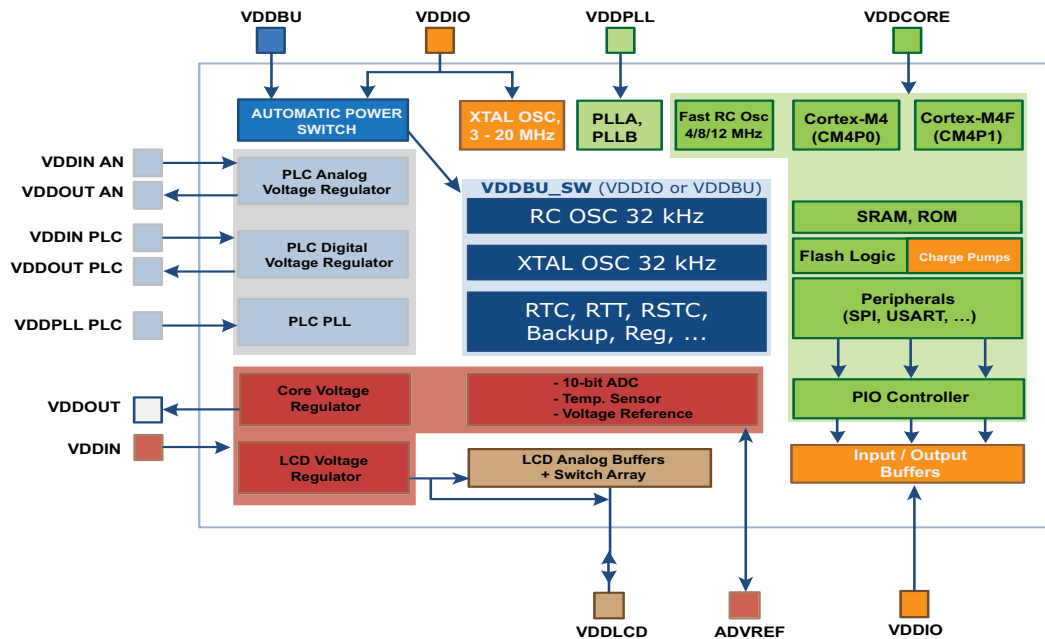 VDDBU
VDDIO
VDDPLL
VDDCORE
AUTOMATIC POWER
SWITCH
XTAL OSC,
3 - 20 MHz
PLLA,
PLLB
Fast RC Osc
4/8/12 MHz
Cortex-M4
(CM4P0)
Cortex-M4F
(CM4P1)
VDDIN AN
VDDOUT AN
PLC Analog
Voltage Regulator
VDDBU_SW (VDDIO or VDDBU)
RC OSC 32 kHz
SRAM, ROM
VDDIN PLC
VDDOUT PLC
PLC Digital
Voltage Regulator
XTAL OSC 32 kHz
Flash Logic
Charge Pumps
VDDPLL PLC
PLC PLL
RTC, RTT, RSTC,
Backup, Reg, ...
Peripherals
(SPI, USART, ...)
VDDOUT
Core Voltage
Regulator
- 10-bit ADC
- Temp. Sensor
- Voltage Reference
PIO Controller
VDDIN
LCD Voltage
Regulator
LCD Analog Buffers
+ Switch Array
Input / Output
Buffers
VDDLCD
ADVREF
VDDIO